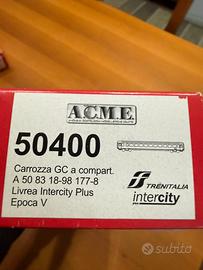 A.C.M.E.
50400
Carrozza GC a compart.
A 50 83 18-98 177-8
Livrea Intercity Plus
Epoca V
TRENITALIA
intercity
subito